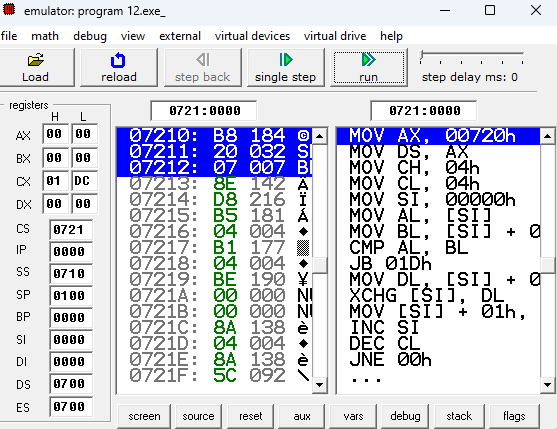 emulator: program 12.exe_
file math debug view external virtual devices virtual drive help
Load reload step back single step run step delay ms: 0
registers
H L
0721:0000 0721:0000
AX 00 00
BX 00 00
CX 01 DC
DX 00 00
CS 0721
IP 0000
SS 0710
SP 0100
BP 0000
SI 0000
DI 0000
DS 0700
ES 0700
07210: B8 184
07211: 20 032 S
07212: 07 007 B
07213: 8E 142 Ä
07214: D8 216 Ï
07215: B5 181 Á
07216: 04 004 ♦
07217: B1 177 ▒
07218: 04 004 ♦
07219: BE 190 ¥
0721A: 00 000 NU
0721B: 00 000 NU
0721C: 8A 138 è
0721D: 04 004 ♦
0721E: 8A 138 è
0721F: 5C 092 \
MOV AX, 00720h
MOV DS, AX
MOV CH, 04h
MOV CL, 04h
MOV SI, 00000h
MOV AL, [SI]
MOV BL, [SI] + 0
CMP AL, BL
JB 01Dh
MOV DL, [SI] + 0
XCHG [SI], DL
MOV [SI] + 01h,
INC SI
DEC CL
JNE 00h
...
screen source reset aux vars debug stack flags